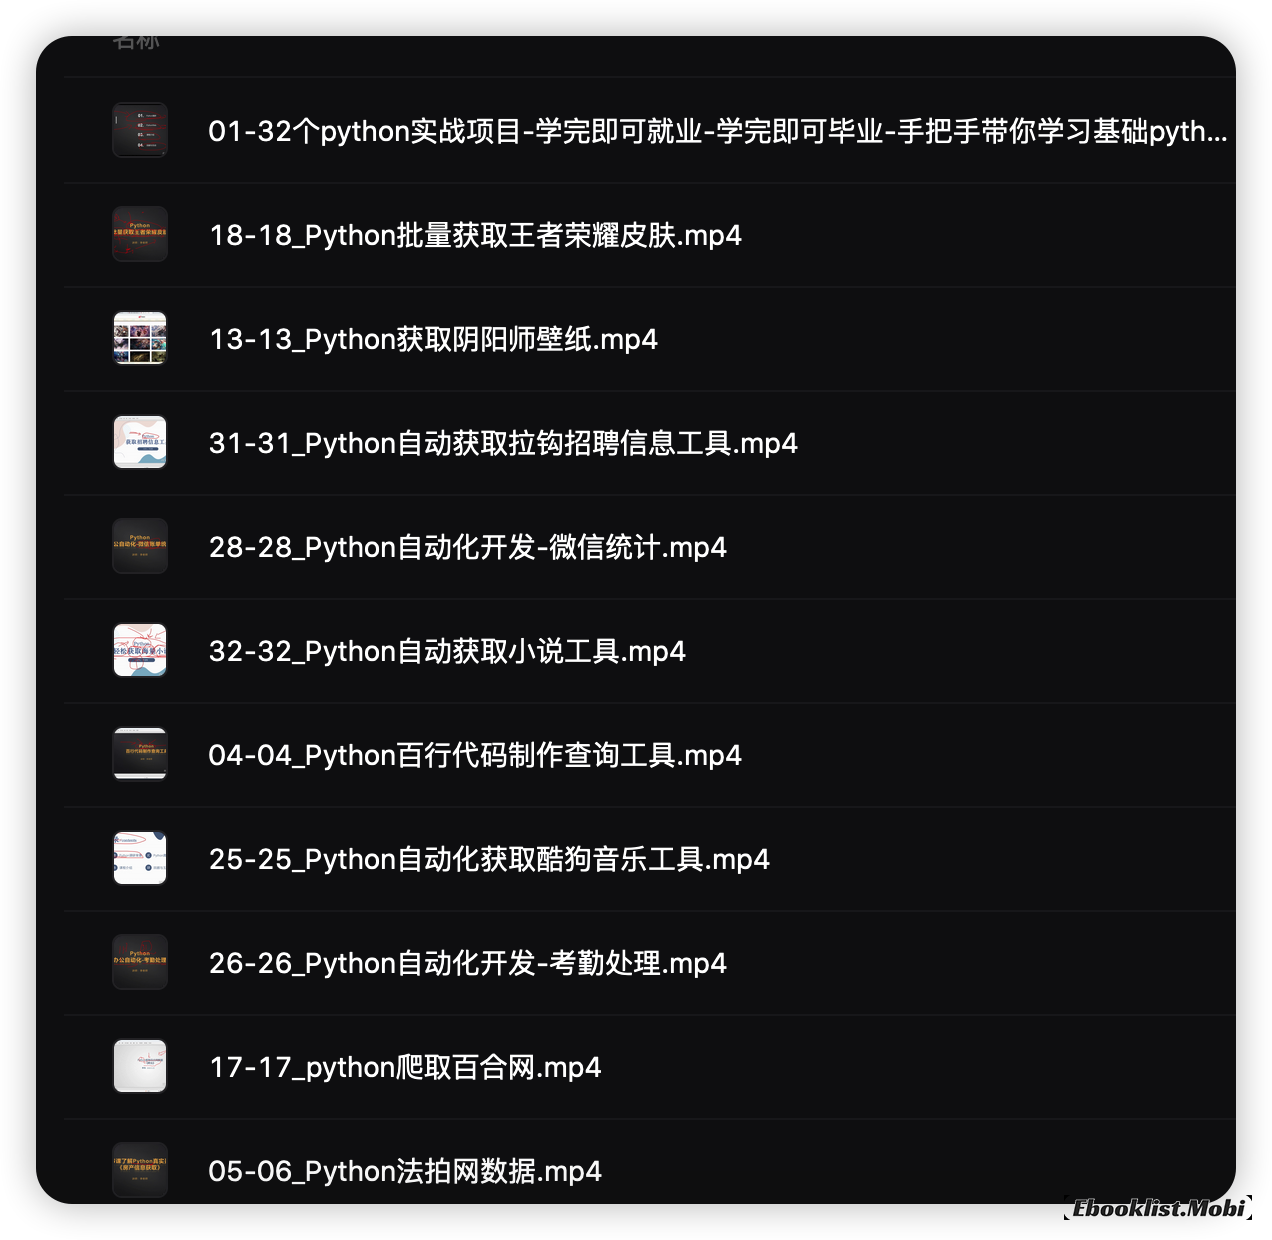 名称
01-32个python实战项目-学完即可就业-学完即可毕业-手把手带你学习基础pyth...
18-18_Python批量获取王者荣耀皮肤.mp4
13-13_Python获取阴阳师壁纸.mp4
31-31_Python自动获取拉钩招聘信息工具.mp4
28-28_Python自动化开发-微信统计.mp4
32-32_Python自动获取小说工具.mp4
04-04_Python百行代码制作查询工具.mp4
25-25_Python自动化获取酷狗音乐工具.mp4
26-26_Python自动化开发-考勤处理.mp4
17-17_python爬取百合网.mp4
05-06_Python法拍网数据.mp4
Ebooklist.Mobi